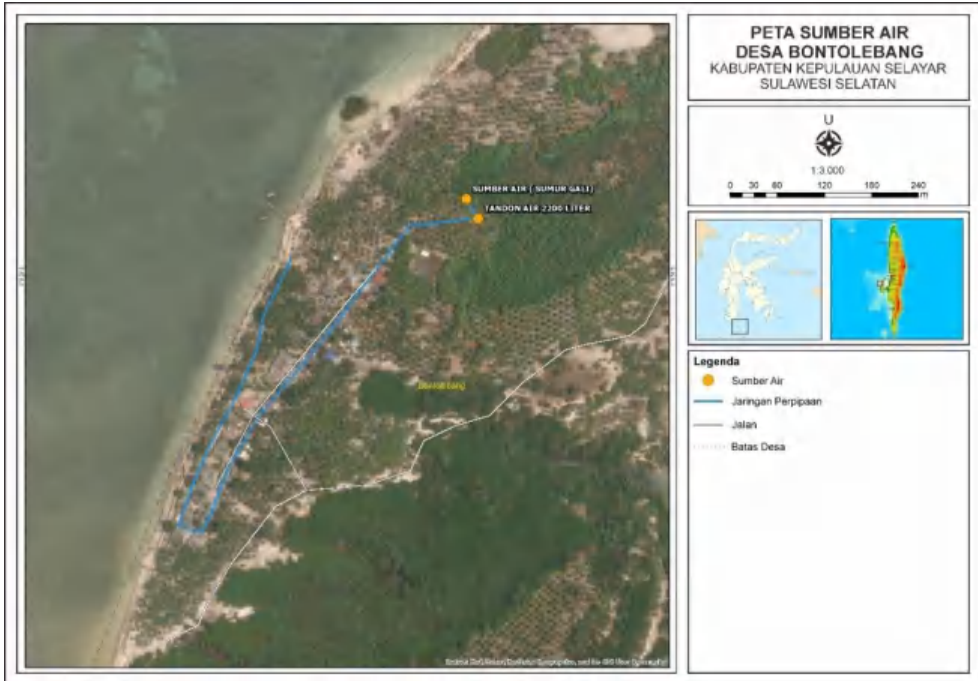 PETA SUMBER AIR
DESA BONTOLEBANG
KABUPATEN KEPULAUAN SELAYAR
SULAWESI SELATAN
U
1:3.000
0 30 60 120 180 240
m
SUMBER AIR ( SUMUR GALI)
TANDON AIR 2200 LITER
Legenda
Sumber Air
Jaringan Perpipaan
Jalan
Batas Desa